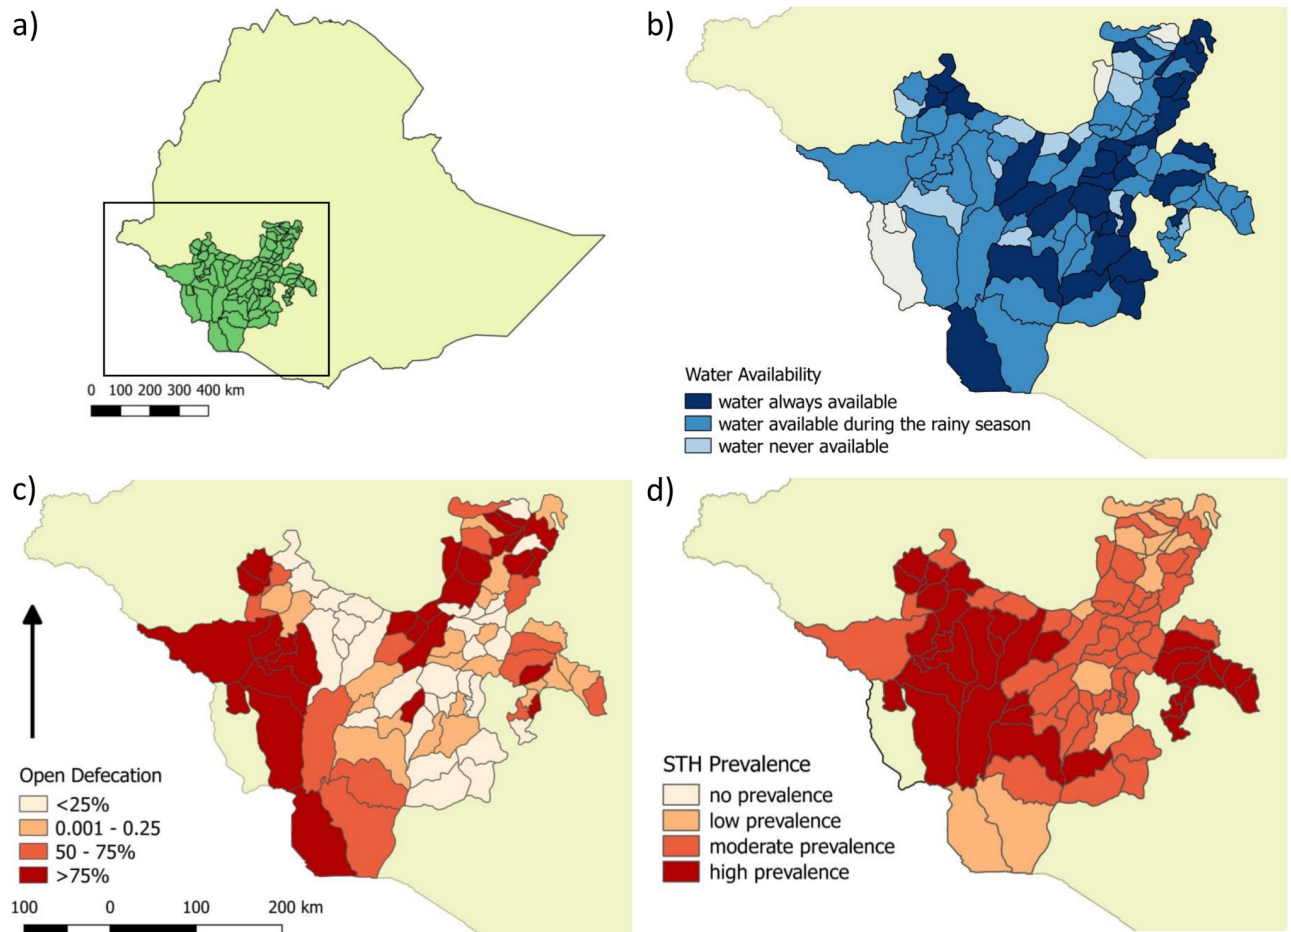 a)
0 100 200 300 400 km
b)
Water Availability
water always available
water available during the rainy season
water never available
c)
Open Defecation
<25%
0.001 - 0.25
50 - 75%
>75%
100 0 100 200 km
d)
STH Prevalence
no prevalence
low prevalence
moderate prevalence
high prevalence